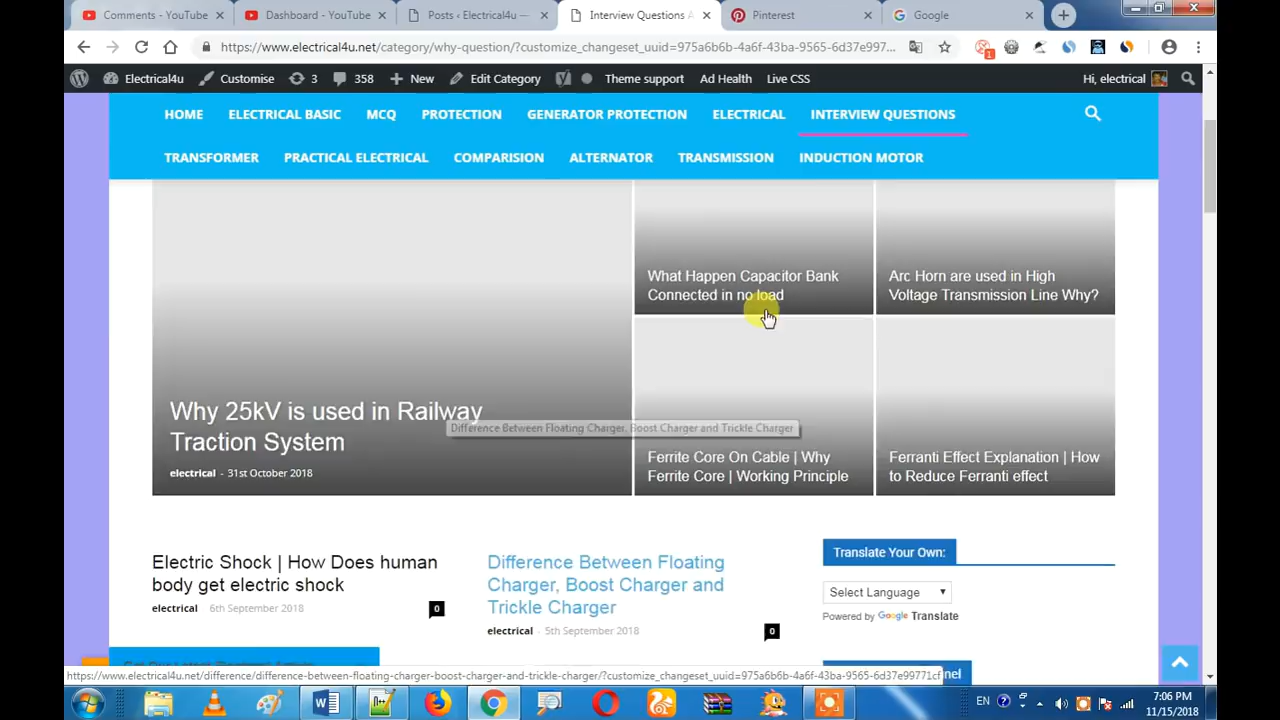 Comments - YouTube
Dashboard - YouTube
Posts ‹ Electrical4u —
Interview Questions A
Pinterest
Google
https://www.electrical4u.net/category/why-question/?customize_changeset_uuid=975a6b6b-4a6f-43ba-9565-6d37e997...
1
Electrical4u
Customise
3
358
New
Edit Category
Theme support
Ad Health
Live CSS
Hi, electrical
HOME
ELECTRICAL BASIC
MCQ
PROTECTION
GENERATOR PROTECTION
ELECTRICAL
INTERVIEW QUESTIONS
TRANSFORMER
PRACTICAL ELECTRICAL
COMPARISION
ALTERNATOR
TRANSMISSION
INDUCTION MOTOR
What Happen Capacitor Bank
Connected in no load
Arc Horn are used in High
Voltage Transmission Line Why?
Why 25kV is used in Railway
Traction System
electrical - 31st October 2018
Difference Between Floating Charger, Boost Charger and Trickle Charger
Ferrite Core On Cable | Why
Ferrite Core | Working Principle
Ferranti Effect Explanation | How
to Reduce Ferranti effect
Electric Shock | How Does human
body get electric shock
electrical - 6th September 2018
0
Difference Between Floating
Charger, Boost Charger and
Trickle Charger
electrical - 5th September 2018
0
Translate Your Own:
Select Language
Powered by Google Translate
nel
https://www.electrical4u.net/difference/difference-between-floating-charger-boost-charger-and-trickle-charger/?customize_changeset_uuid=975a6b6b-4a6f-43ba-9565-6d37e99771cf
EN
7:06 PM
11/15/2018